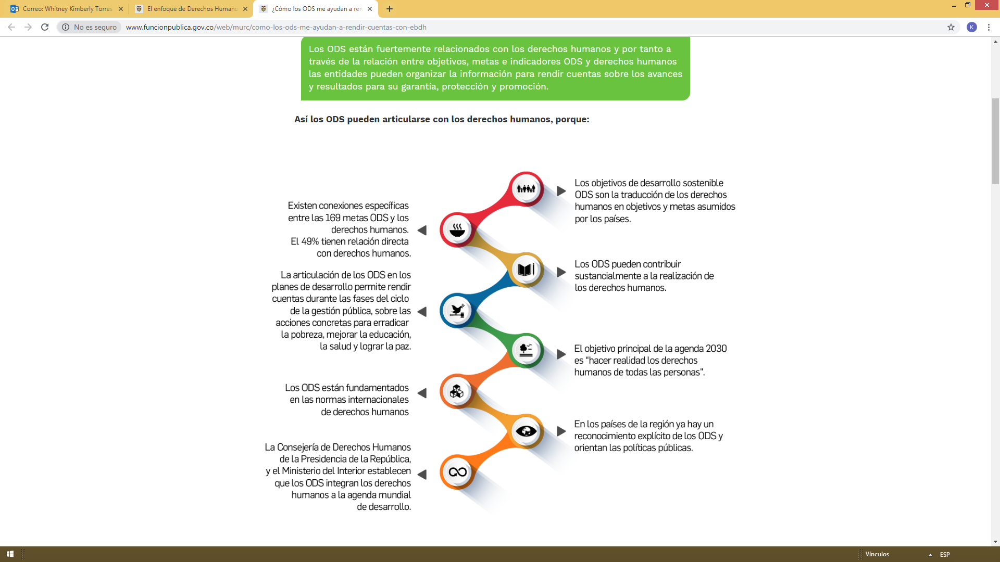 Correo: Whitney Kimberly Torres
El enfoque de Derechos Humano
¿Cómo los ODS me ayudan a ren
No es seguro
www.funcionpublica.gov.co/web/murc/como-los-ods-me-ayudan-a-rendir-cuentas-con-ebdh
K
Los ODS están fuertemente relacionados con los derechos humanos y por tanto a
través de la relación entre objetivos, metas e indicadores ODS y derechos humanos
las entidades pueden organizar la información para rendir cuentas sobre los avances
y resultados para su garantía, protección y promoción.
Así los ODS pueden articularse con los derechos humanos, porque:
Los objetivos de desarrollo sostenible
ODS son la traducción de los derechos
humanos en objetivos y metas asumidos
por los países.
Existen conexiones específicas
entre las 169 metas ODS y los
derechos humanos.
El 49% tienen relación directa
con derechos humanos.
Los ODS pueden contribuir
sustancialmente a la realización de
los derechos humanos.
La articulación de los ODS en los
planes de desarrollo permite rendir
cuentas durante las fases del ciclo
de la gestión pública, sobre las
acciones concretas para erradicar
la pobreza, mejorar la educación,
la salud y lograr la paz.
El objetivo principal de la agenda 2030
es “hacer realidad los derechos
humanos de todas las personas”.
Los ODS están fundamentados
en las normas internacionales
de derechos humanos
En los países de la región ya hay un
reconocimiento explícito de los ODS y
orientan las políticas públicas.
La Consejería de Derechos Humanos
de la Presidencia de la República,
y el Ministerio del Interior establecen
que los ODS integran los derechos
humanos a la agenda mundial
de desarrollo.
Vínculos
ESP